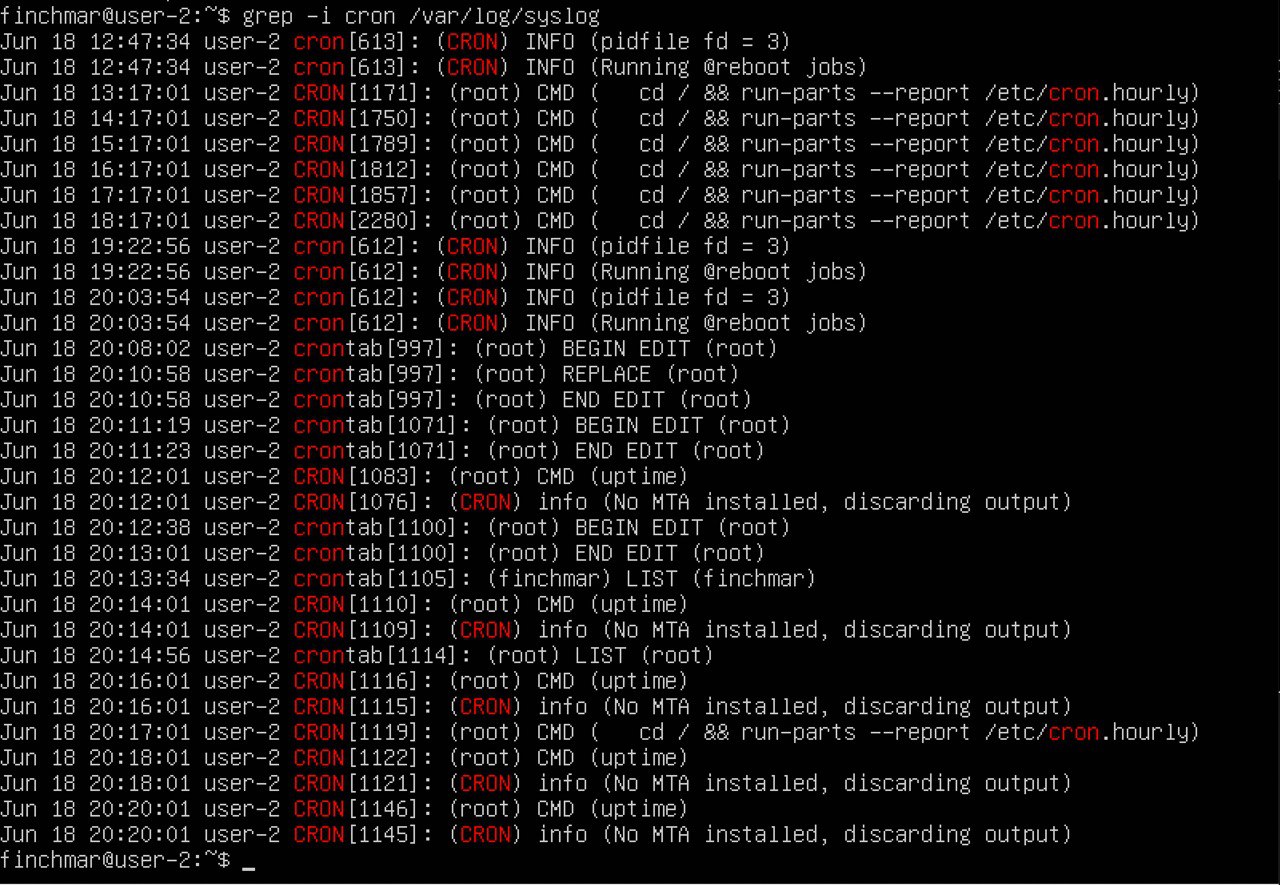 finchmar@user-2:~$ grep -i cron /var/log/syslog
Jun 18 12:47:34 user-2 cron[613]: (CRON) INFO (pidfile fd = 3)
Jun 18 12:47:34 user-2 cron[613]: (CRON) INFO (Running @reboot jobs)
Jun 18 13:17:01 user-2 CRON[1171]: (root) CMD (   cd / && run-parts --report /etc/cron.hourly)
Jun 18 14:17:01 user-2 CRON[1750]: (root) CMD (   cd / && run-parts --report /etc/cron.hourly)
Jun 18 15:17:01 user-2 CRON[1789]: (root) CMD (   cd / && run-parts --report /etc/cron.hourly)
Jun 18 16:17:01 user-2 CRON[1812]: (root) CMD (   cd / && run-parts --report /etc/cron.hourly)
Jun 18 17:17:01 user-2 CRON[1857]: (root) CMD (   cd / && run-parts --report /etc/cron.hourly)
Jun 18 18:17:01 user-2 CRON[2280]: (root) CMD (   cd / && run-parts --report /etc/cron.hourly)
Jun 18 19:22:56 user-2 cron[612]: (CRON) INFO (pidfile fd = 3)
Jun 18 19:22:56 user-2 cron[612]: (CRON) INFO (Running @reboot jobs)
Jun 18 20:03:54 user-2 cron[612]: (CRON) INFO (pidfile fd = 3)
Jun 18 20:03:54 user-2 cron[612]: (CRON) INFO (Running @reboot jobs)
Jun 18 20:08:02 user-2 crontab[997]: (root) BEGIN EDIT (root)
Jun 18 20:10:58 user-2 crontab[997]: (root) REPLACE (root)
Jun 18 20:10:58 user-2 crontab[997]: (root) END EDIT (root)
Jun 18 20:11:19 user-2 crontab[1071]: (root) BEGIN EDIT (root)
Jun 18 20:11:23 user-2 crontab[1071]: (root) END EDIT (root)
Jun 18 20:12:01 user-2 CRON[1083]: (root) CMD (uptime)
Jun 18 20:12:01 user-2 CRON[1076]: (CRON) info (No MTA installed, discarding output)
Jun 18 20:12:38 user-2 crontab[1100]: (root) BEGIN EDIT (root)
Jun 18 20:13:01 user-2 crontab[1100]: (root) END EDIT (root)
Jun 18 20:13:34 user-2 crontab[1105]: (finchmar) LIST (finchmar)
Jun 18 20:14:01 user-2 CRON[1110]: (root) CMD (uptime)
Jun 18 20:14:01 user-2 CRON[1109]: (CRON) info (No MTA installed, discarding output)
Jun 18 20:14:56 user-2 crontab[1114]: (root) LIST (root)
Jun 18 20:16:01 user-2 CRON[1116]: (root) CMD (uptime)
Jun 18 20:16:01 user-2 CRON[1115]: (CRON) info (No MTA installed, discarding output)
Jun 18 20:17:01 user-2 CRON[1119]: (root) CMD (   cd / && run-parts --report /etc/cron.hourly)
Jun 18 20:18:01 user-2 CRON[1122]: (root) CMD (uptime)
Jun 18 20:18:01 user-2 CRON[1121]: (CRON) info (No MTA installed, discarding output)
Jun 18 20:20:01 user-2 CRON[1146]: (root) CMD (uptime)
Jun 18 20:20:01 user-2 CRON[1145]: (CRON) info (No MTA installed, discarding output)
finchmar@user-2:~$ _